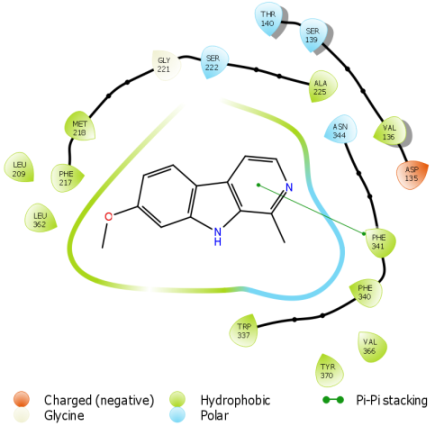 THR
140
SER
139
GLY
221
SER
222
ALA
225
MET
218
ASN
344
VAL
136
LEU
209
PHE
217
ASP
135
LEU
362
O
N
N
H
PHE
341
PHE
340
TRP
337
VAL
366
TYR
370
Charged (negative)
Glycine
Hydrophobic
Polar
Pi-Pi stacking